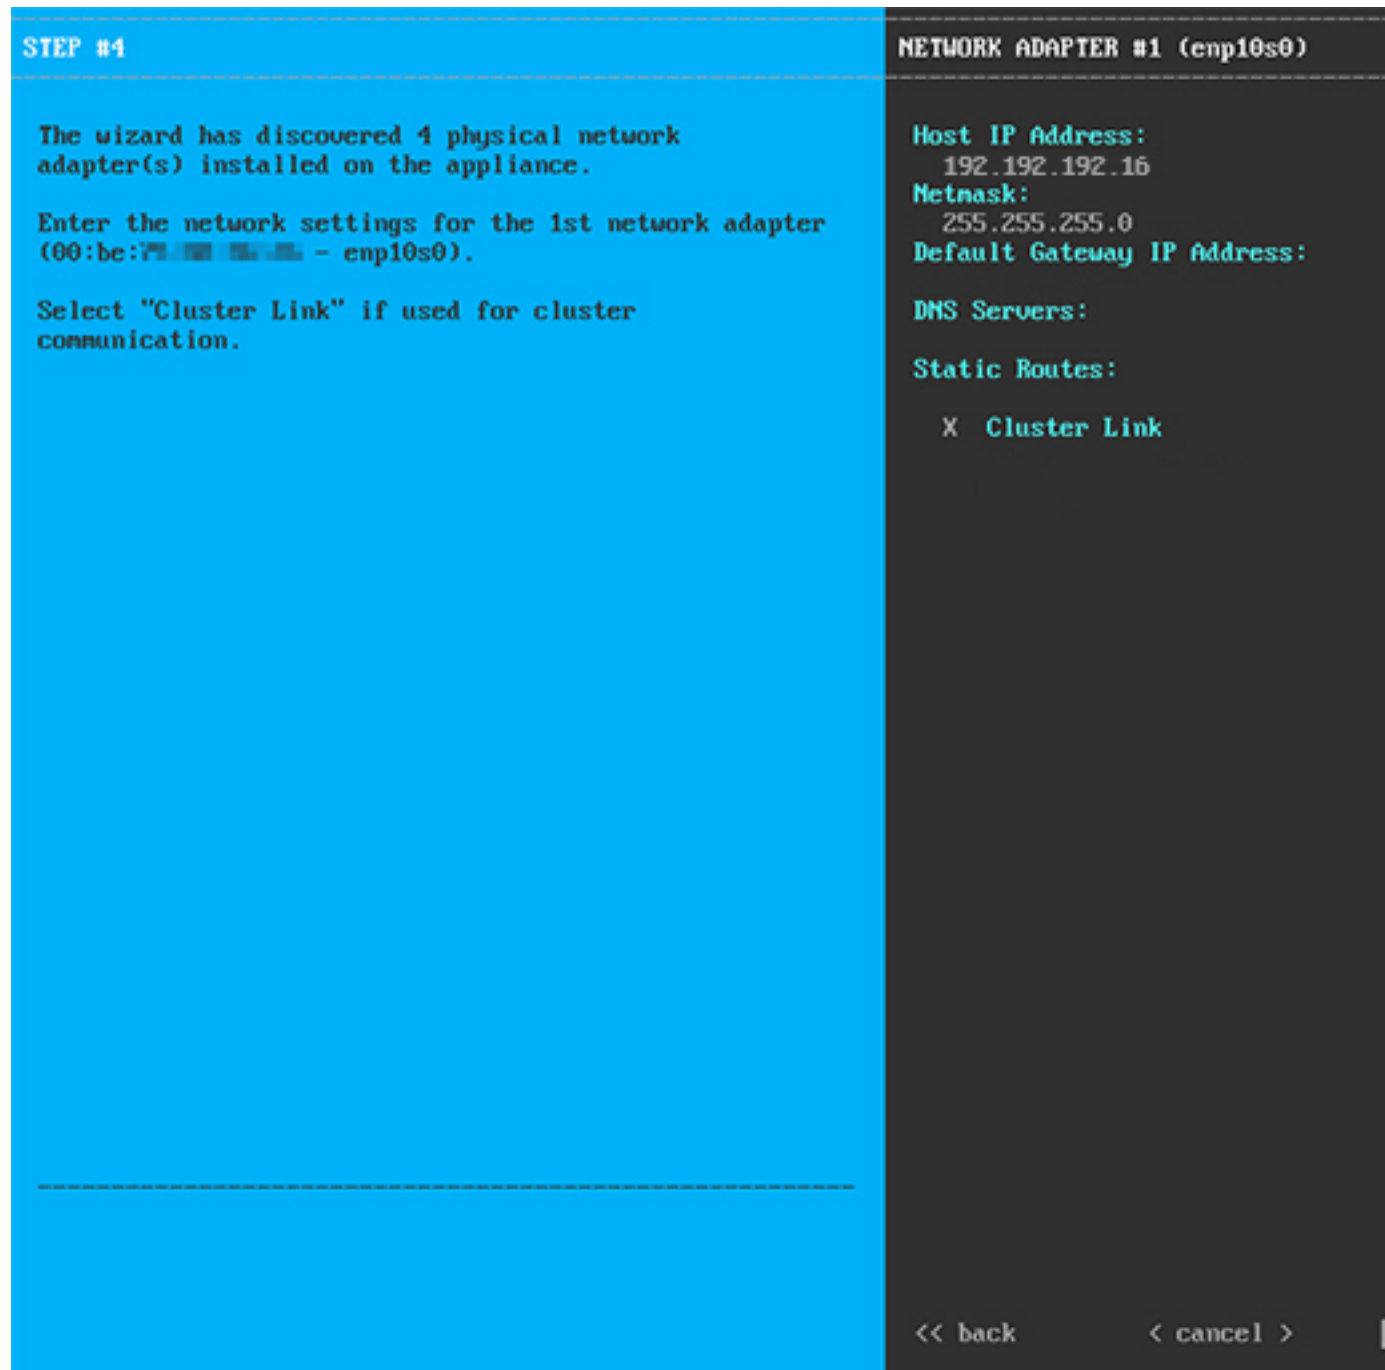 STEP #4
The wizard has discovered 4 physical network
adapter(s) installed on the appliance.
Enter the network settings for the 1st network adapter
(00:be: - enp10s0).
Select "Cluster Link" if used for cluster
communication.
NETWORK ADAPTER #1 (enp10s0)
Host IP Address:
192.192.192.16
Netmask:
255.255.255.0
Default Gateway IP Address:
DNS Servers:
Static Routes:
X Cluster Link
<< back < cancel >